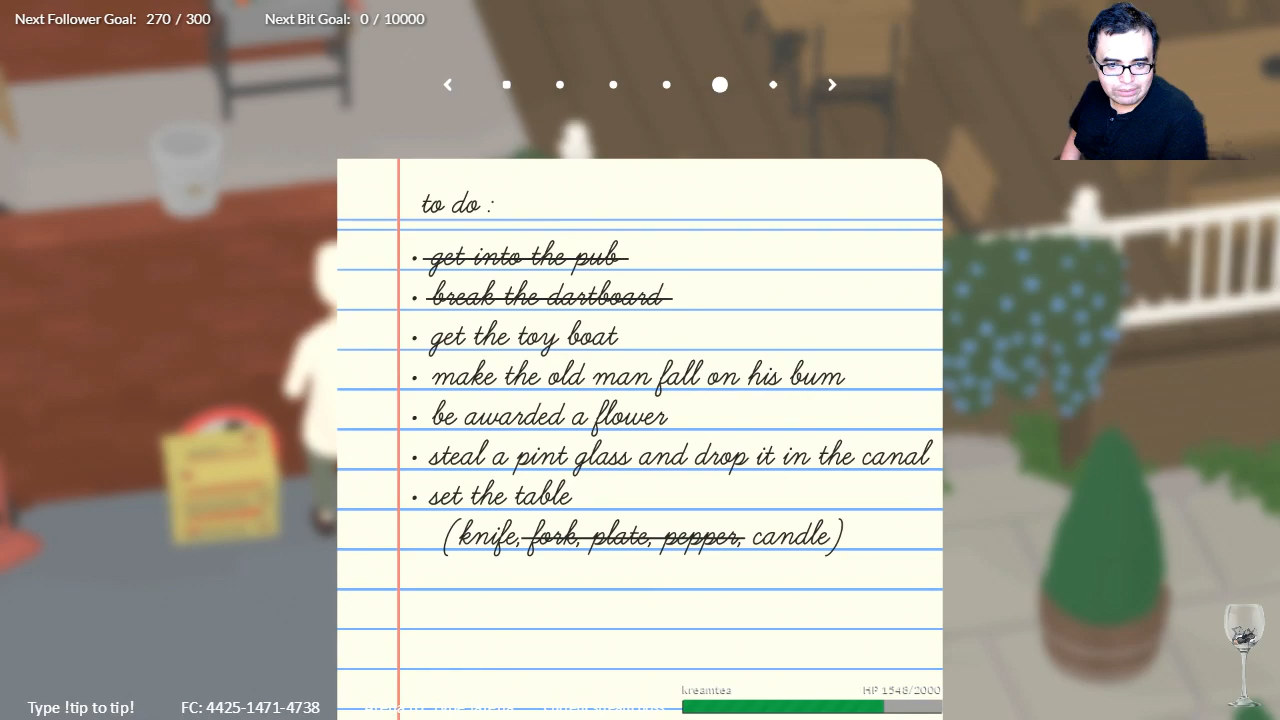 Next Follower Goal: 270 / 300 Next Bit Goal: 0 / 10000
to do :
• get into the pub
• break the dartboard
• get the toy boat
• make the old man fall on his bum
• be awarded a flower
• steal a pint glass and drop it in the canal
• set the table
(knife, fork, plate, pepper, candle)
kreamtea HP 1548/2000
Type !tip to tip! FC: 4425-1471-4738